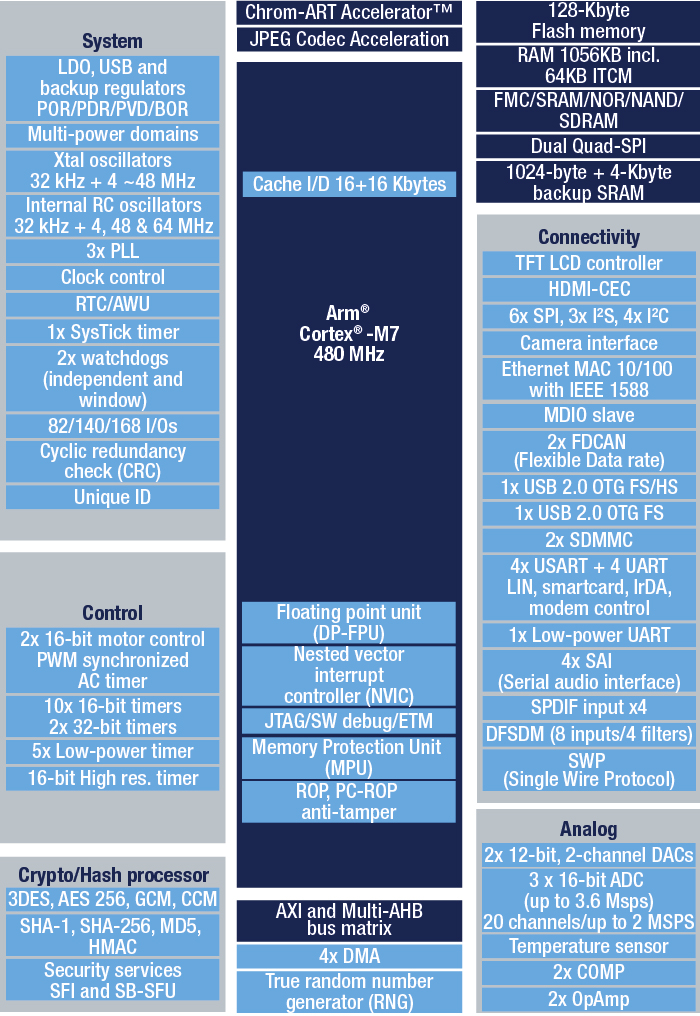 System
LDO, USB and
backup regulators
POR/PDR/PVD/BOR
Multi-power domains
Xtal oscillators
32 kHz + 4 ~48 MHz
Internal RC oscillators
32 kHz + 4, 48 & 64 MHz
3x PLL
Clock control
RTC/AWU
1x SysTick timer
2x watchdogs
(independent and
window)
82/140/168 I/Os
Cyclic redundancy
check (CRC)
Unique ID
Control
2x 16-bit motor control
PWM synchronized
AC timer
10x 16-bit timers
2x 32-bit timers
5x Low-power timer
16-bit High res. timer
Crypto/Hash processor
3DES, AES 256, GCM, CCM
SHA-1, SHA-256, MD5,
HMAC
Security services
SFI and SB-SFU
Chrom-ART Accelerator™
JPEG Codec Acceleration
Cache I/D 16+16 Kbytes
Arm®
Cortex® -M7
480 MHz
Floating point unit
(DP-FPU)
Nested vector
interrupt
controller (NVIC)
JTAG/SW debug/ETM
Memory Protection Unit
(MPU)
ROP, PC-ROP
anti-tamper
AXI and Multi-AHB
bus matrix
4x DMA
True random number
generator (RNG)
128-Kbyte
Flash memory
RAM 1056KB incl.
64KB ITCM
FMC/SRAM/NOR/NAND/
SDRAM
Dual Quad-SPI
1024-byte + 4-Kbyte
backup SRAM
Connectivity
TFT LCD controller
HDMI-CEC
6x SPI, 3x I²S, 4x I²C
Camera interface
Ethernet MAC 10/100
with IEEE 1588
MDIO slave
2x FDCAN
(Flexible Data rate)
1x USB 2.0 OTG FS/HS
1x USB 2.0 OTG FS
2x SDMMC
4x USART + 4 UART
LIN, smartcard, IrDA,
modem control
1x Low-power UART
4x SAI
(Serial audio interface)
SPDIF input x4
DFSDM (8 inputs/4 filters)
SWP
(Single Wire Protocol)
Analog
2x 12-bit, 2-channel DACs
3 x 16-bit ADC
(up to 3.6 Msps)
20 channels/up to 2 MSPS
Temperature sensor
2x COMP
2x OpAmp